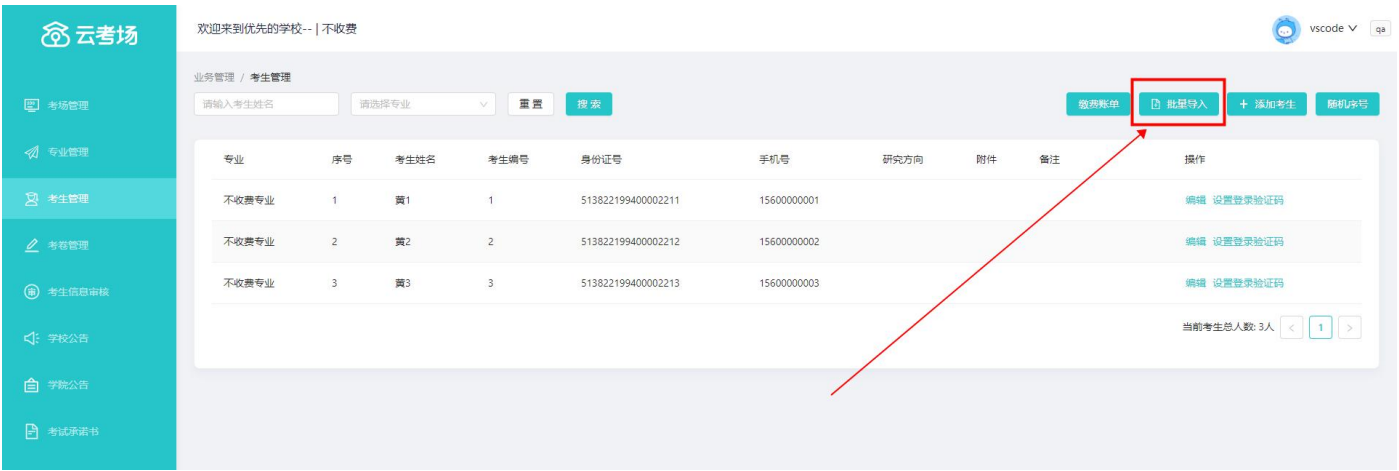 云考场
欢迎来到优先的学校-- | 不收费
vscode
qa
业务管理 / 考生管理
请输入考生姓名 请选择专业 重 置 搜 索 缴费账单 批量导入 + 添加考生 随机序号
考场管理
专业管理
考生管理
考卷管理
考生信息审核
学校公告
学院公告
考试承诺书
专业 序号 考生姓名 考生编号 身份证号 手机号 研究方向 附件 备注 操作
不收费专业 1 黄1 1 513822199400002211 15600000001 编辑 设置登录验证码
不收费专业 2 黄2 2 513822199400002212 15600000002 编辑 设置登录验证码
不收费专业 3 黄3 3 513822199400002213 15600000003 编辑 设置登录验证码
当前考生总人数: 3人 < 1 >